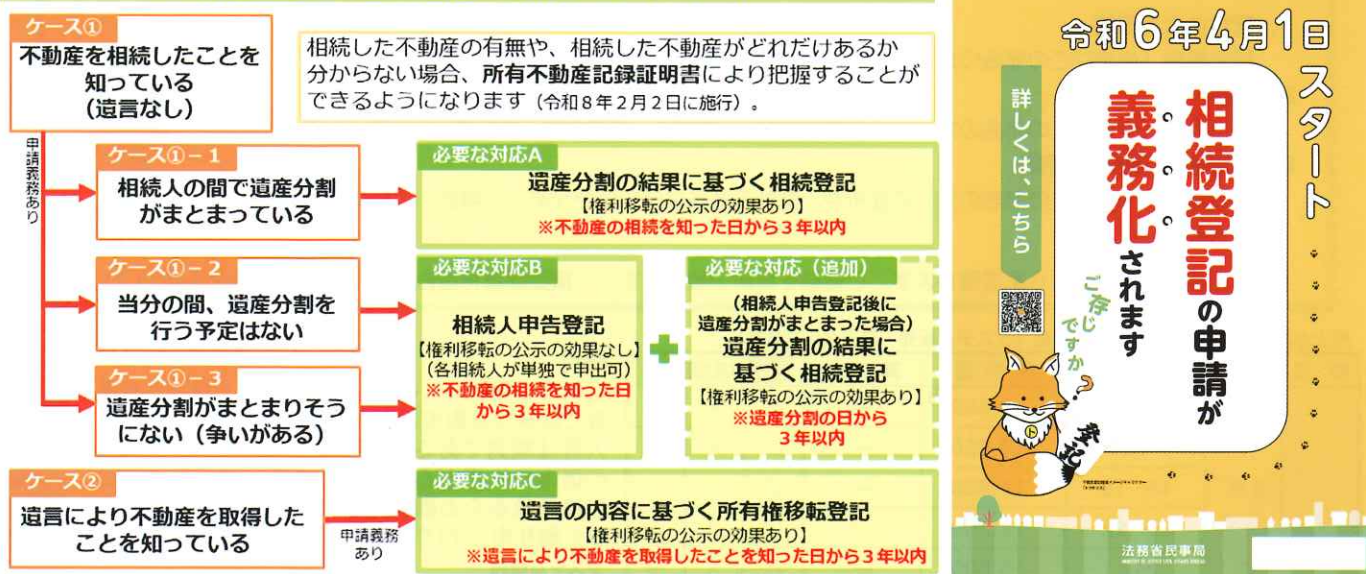 ケース①
不動産を相続したことを
知っている
(遺言なし)
相続した不動産の有無や、相続した不動産がどれだけあるか
分からない場合、所有不動産記録証明書により把握することが
できるようになります(令和8年2月2日に施行)。
申請義務あり
ケース①-1
相続人の間で遺産分割
がまとまっている
必要な対応A
遺産分割の結果に基づく相続登記
【権利移転の公示の効果あり】
※不動産の相続を知った日から3年以内
ケース①-2
当分の間、遺産分割を
行う予定はない
ケース①-3
遺産分割がまとまりそう
にない(争いがある)
必要な対応B
相続人申告登記
【権利移転の公示の効果なし】
(各相続人が単独で申出可)
※不動産の相続を知った日
から3年以内
必要な対応(追加)
(相続人申告登記後に
遺産分割がまとまった場合)
遺産分割の結果に
基づく相続登記
【権利移転の公示の効果あり】
※遺産分割の日から
3年以内
ケース②
遺言により不動産を取得した
ことを知っている
申請義務
あり
必要な対応C
遺言の内容に基づく所有権移転登記
【権利移転の公示の効果あり】
※遺言により不動産を取得したことを知った日から3年以内
令和6年4月1日
スタート
相続登記の申請が
義務化されます
詳しくは、こちら
ご存じ
ですか?
ト
登記
法務省民事局